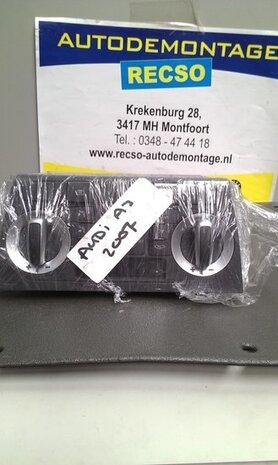 AUTODEMONTAGE
RECSO
Krekenburg 28,
3417 MH Montfoort
Tel. : 0348 - 47 44 18
www.recso-autodemontage.nl
AUDI A3
2007